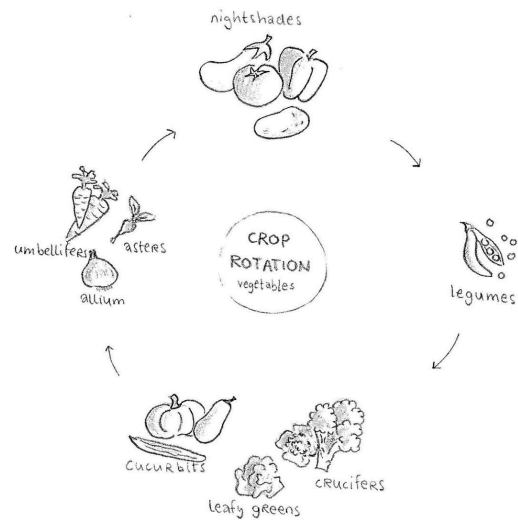 nightshades
CROP
ROTATION
vegetables
legumes
umbellifers
asters
allium
cucurbits
leafy greens
crucifers